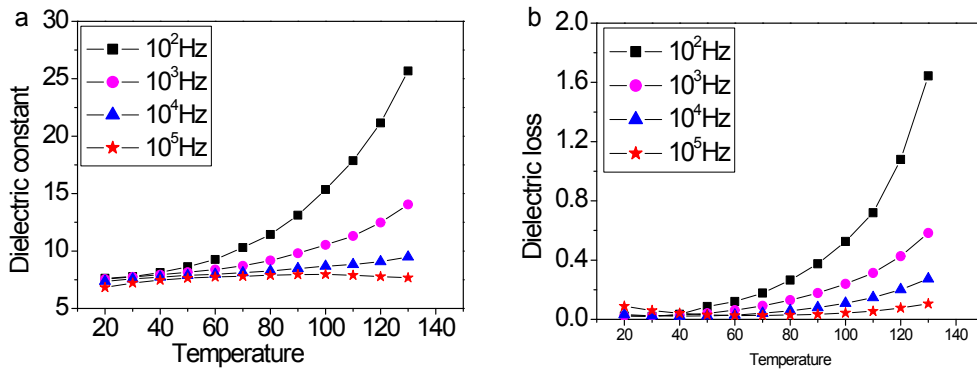 a
30
25
20
15
10
5
Dielectric constant
10²Hz
10³Hz
10⁴Hz
10⁵Hz
20 40 60 80 100 120 140
Temperature
b
2.0
1.6
1.2
0.8
0.4
0.0
Dielectric loss
10²Hz
10³Hz
10⁴Hz
10⁵Hz
20 40 60 80 100 120 140
Temperature